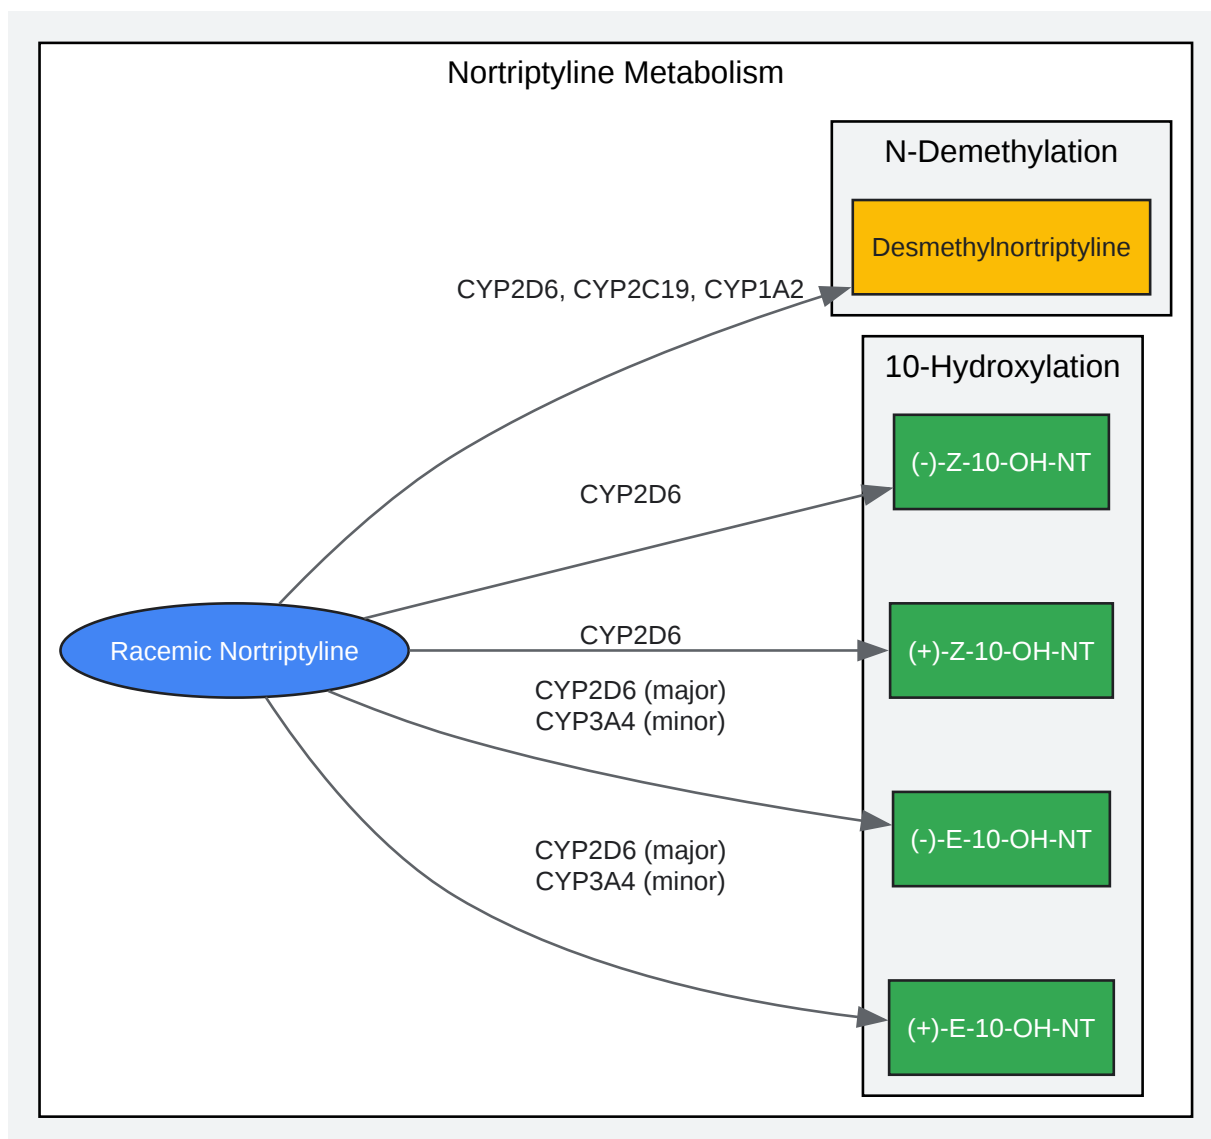 Nortriptyline Metabolism
N-Demethylation
Desmethylnortriptyline
CYP2D6, CYP2C19, CYP1A2
10-Hydroxylation
(-)-Z-10-OH-NT
CYP2D6
Racemic Nortriptyline
CYP2D6
(+)-Z-10-OH-NT
CYP2D6 (major)
CYP3A4 (minor)
(-)-E-10-OH-NT
CYP2D6 (major)
CYP3A4 (minor)
(+)-E-10-OH-NT